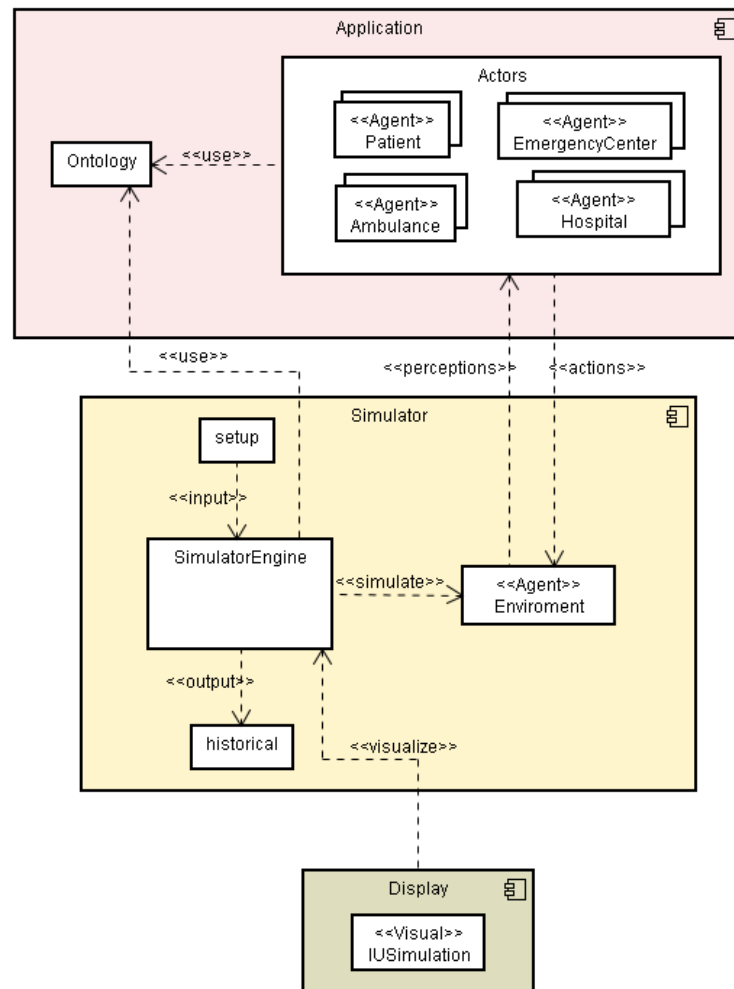 Application
Actors
<<Agent>>
Patient
<<Agent>>
EmergencyCenter
Ontology
<<use>>
<<Agent>>
Ambulance
<<Agent>>
Hospital
<<use>>
<<perceptions>>
<<actions>>
Simulator
setup
<<input>>
SimulatorEngine
<<simulate>>
<<Agent>>
Enviroment
<<output>>
historical
<<visualize>>
Display
<<Visual>>
IUSimulation